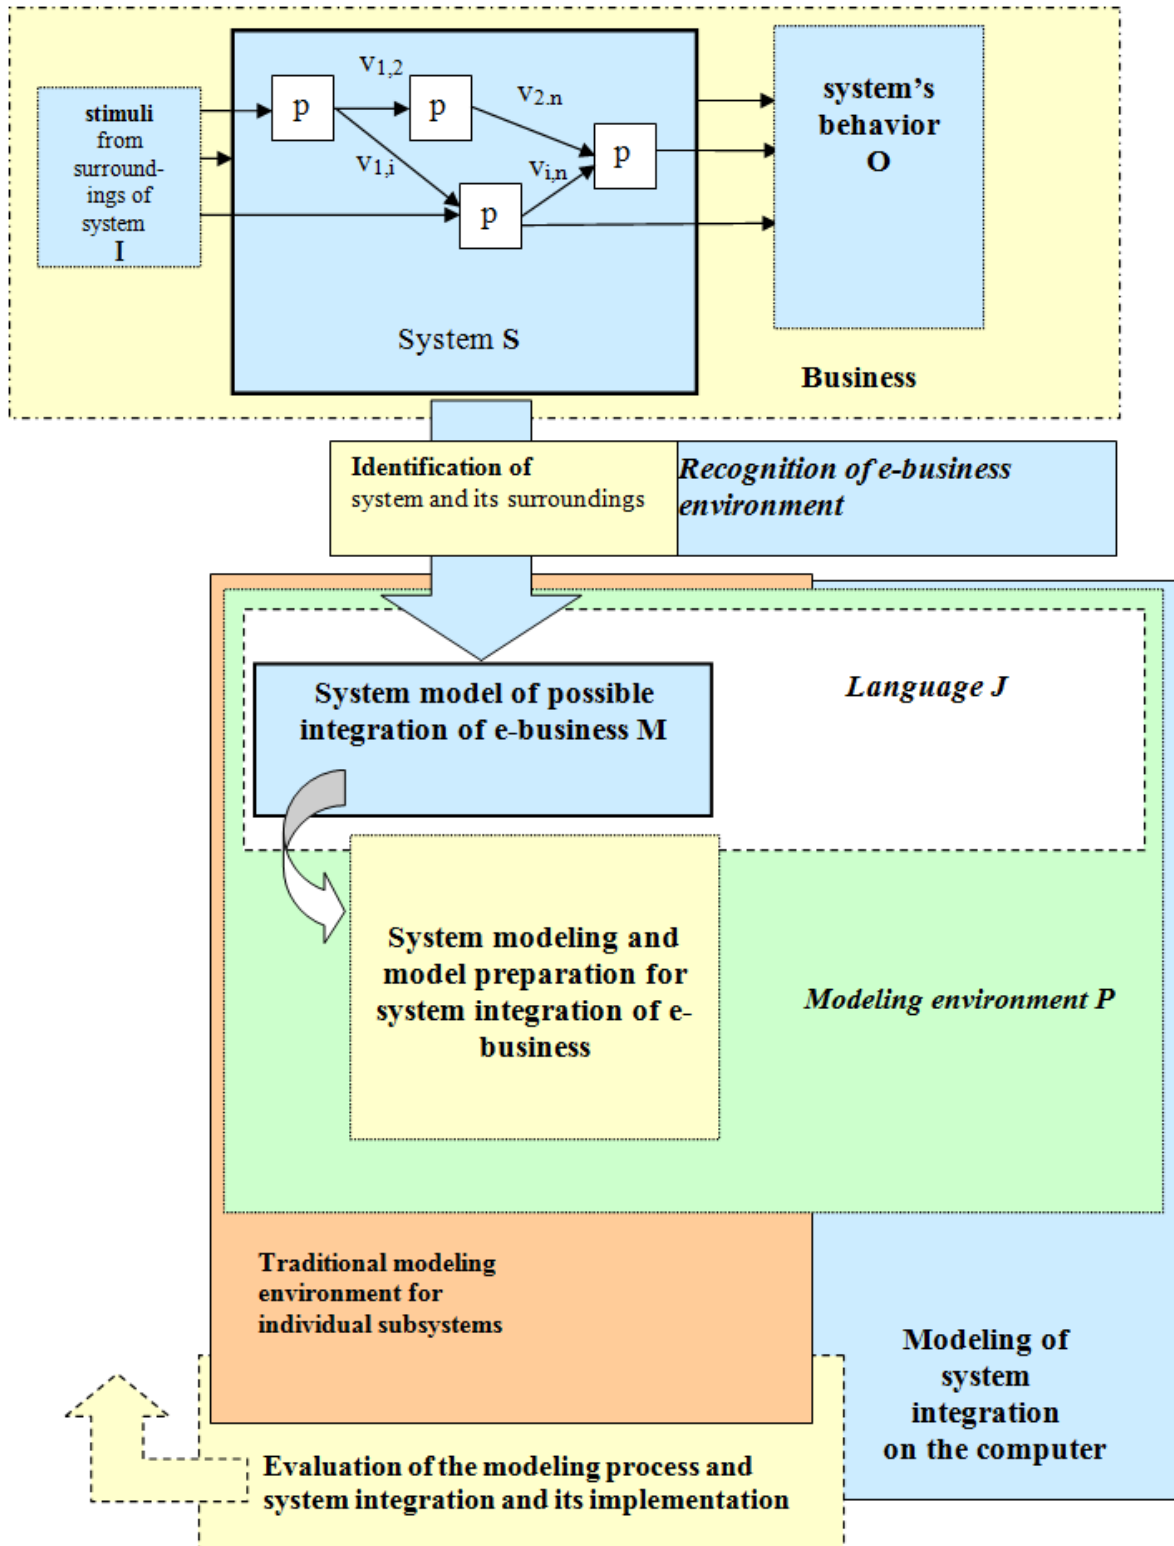 v1,2
p
p
v2.n
stimuli
from
surround-
ings of
system
I
v1,i
vi,n
p
p
system’s
behavior
O
System S
Business
Identification of
system and its surroundings
Recognition of e-business
environment
System model of possible
integration of e-business M
Language J
System modeling and
model preparation for
system integration of e-
business
Modeling environment P
Traditional modeling
environment for
individual subsystems
Modeling of
system
integration
on the computer
Evaluation of the modeling process and
system integration and its implementation